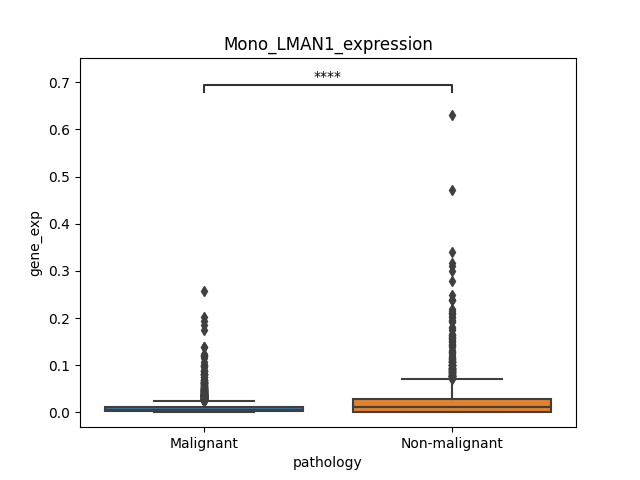 Mono_LMAN1_expression
****
0.7
0.6
0.5
0.4
0.3
0.2
0.1
0.0
gene_exp
Malignant
Non-malignant
pathology